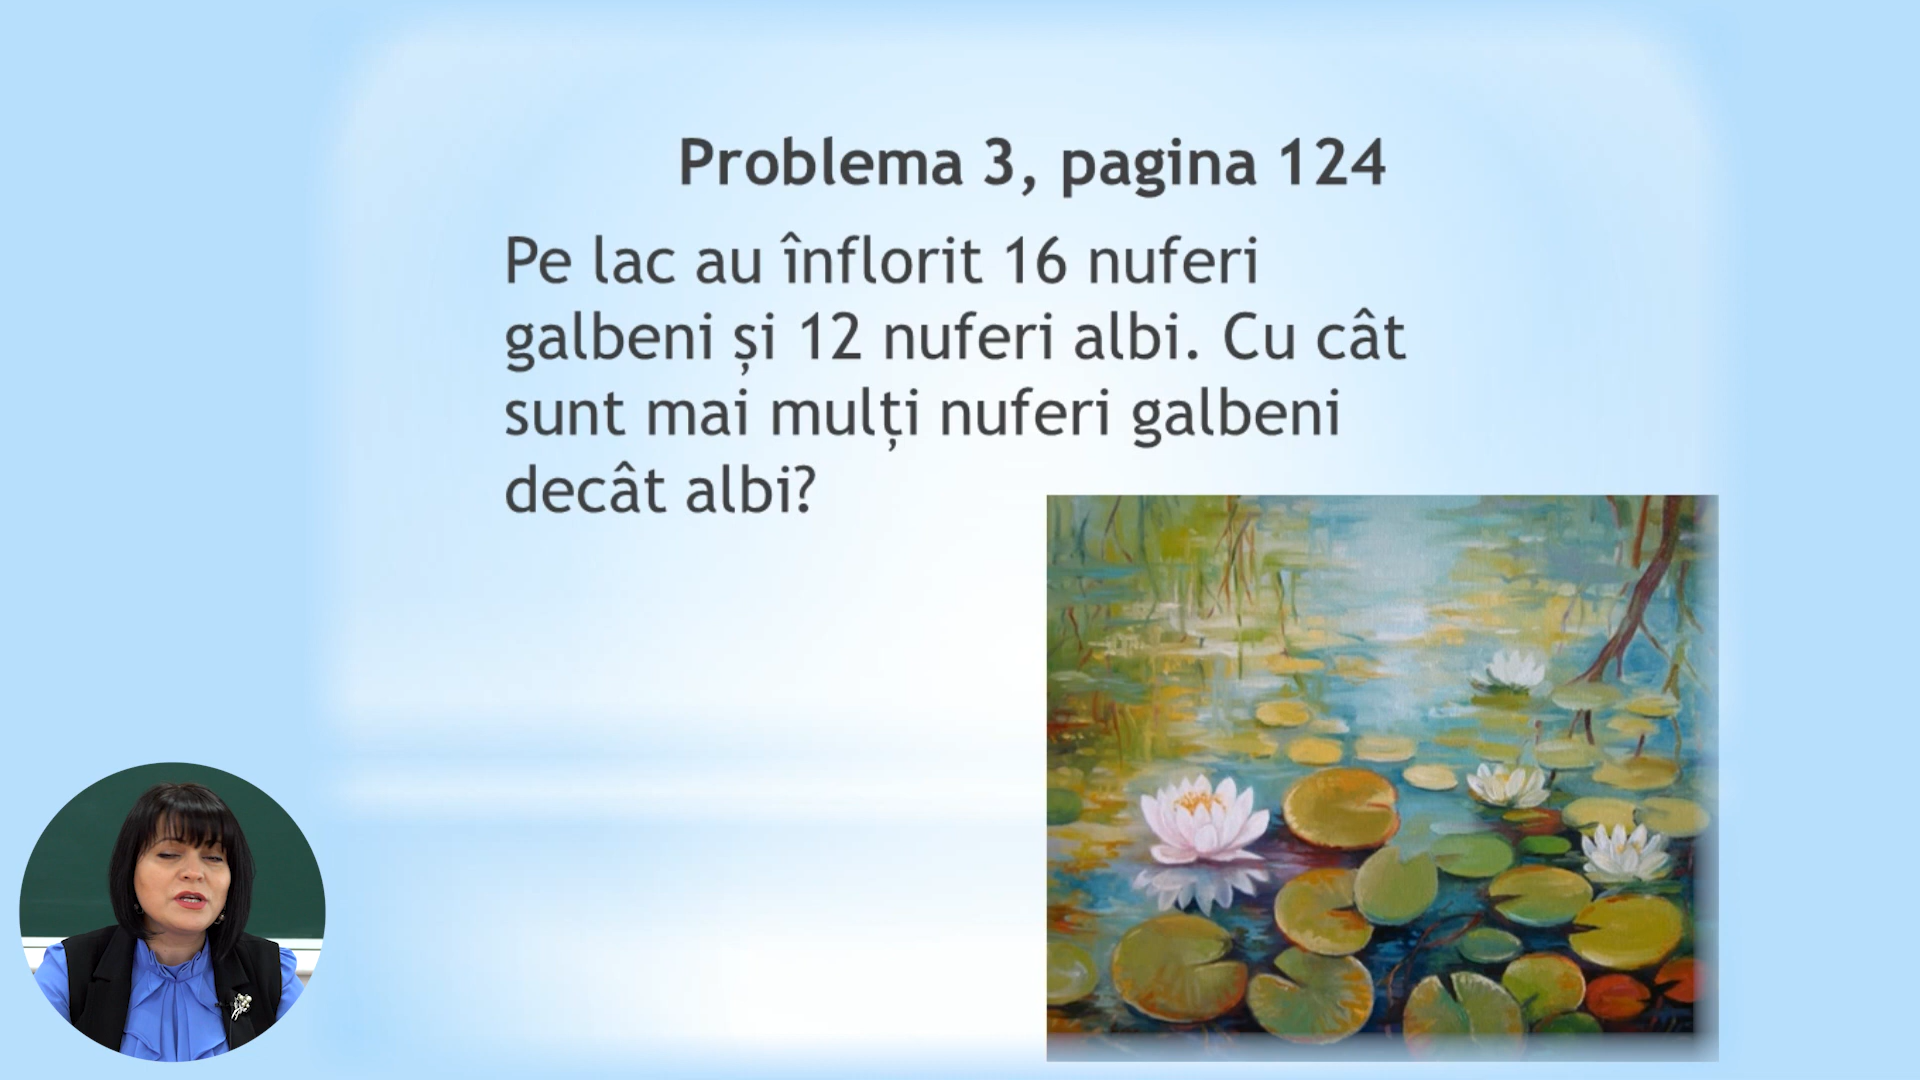 Problema 3, pagina 124
Pe lac au înflorit 16 nuferi
galbeni și 12 nuferi albi. Cu cât
sunt mai mulți nuferi galbeni
decât albi?